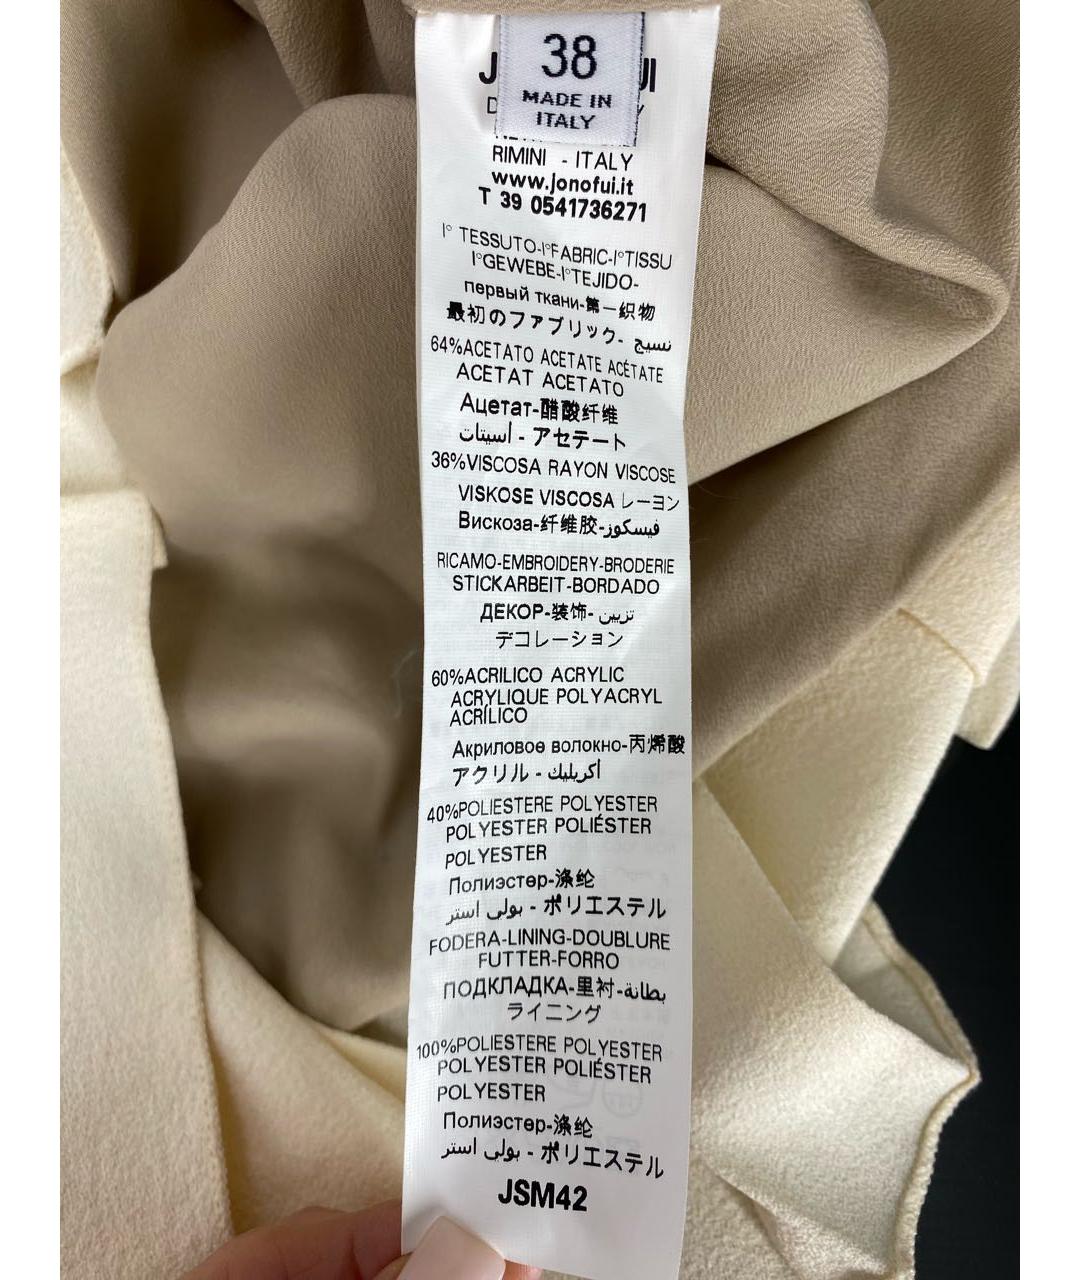 38
MADE IN
ITALY
RIMINI - ITALY
www.jonofui.it
T 39 0541736271
I° TESSUTO-I°FABRIC-I°TISSU
I°GEWEBE-I°TEJIDO-
первый ткани-第一织物
最初のファブリック- نسيج
64%ACETATO ACETATE ACÉTATE
ACETAT ACETATO
Ацетат-醋酸纤维
أسيتات - アセテート
36%VISCOSA RAYON VISCOSE
VISKOSE VISCOSA レーヨン
Вискоза-纤维胶-فيسكوز
RICAMO-EMBROIDERY-BRODERIE
STICKARBEIT-BORDADO
ДЕКОР-装饰- تزيين
デコレーション
60%ACRILICO ACRYLIC
ACRYLIQUE POLYACRYL
ACRÍLICO
Акриловое волокно-丙烯酸
アクリル - أكريليك
40%POLIESTERE POLYESTER
POLYESTER POLIÉSTER
POLYESTER
Полиэстер-涤纶
بولي استر - ポリエステル
FODERA-LINING-DOUBLURE
FUTTER-FORRO
ПОДКЛАДКА-里衬-بطانة
ライニング
100%POLIESTERE POLYESTER
POLYESTER POLIÉSTER
POLYESTER
Полиэстер-涤纶
بولي استر - ポリエステル
JSM42